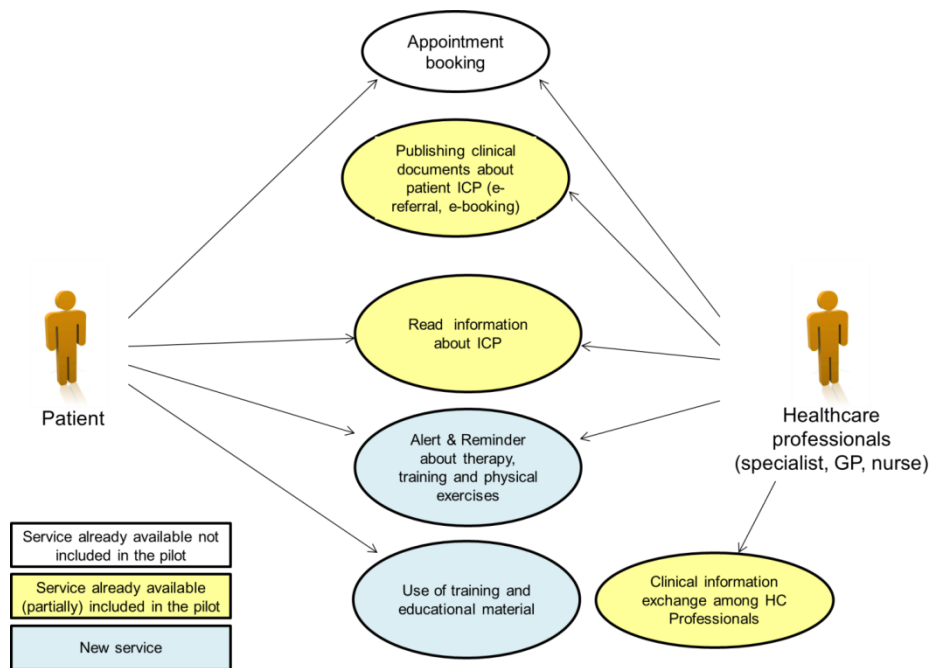 Appointment
booking
Publishing clinical
documents about
patient ICP (e-
referral, e-booking)
Read information
about ICP
Patient
Healthcare
professionals
(specialist, GP, nurse)
Alert & Reminder
about therapy,
training and physical
exercises
Use of training and
educational material
Clinical information
exchange among HC
Professionals
Service already available not
included in the pilot
Service already available
(partially) included in the pilot
New service